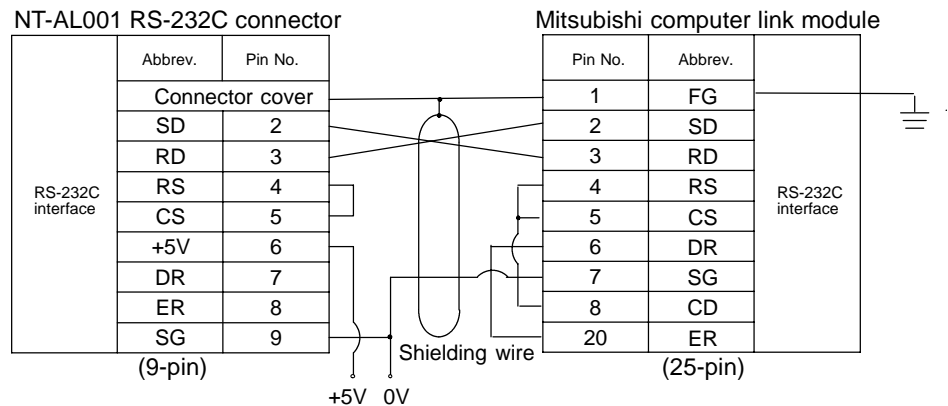 NT-AL001 RS-232C connector
Mitsubishi computer link module
Abbrev. Pin No.
Pin No. Abbrev.
Connector cover
1 FG
SD 2
2 SD
RD 3
3 RD
RS 4
4 RS
RS-232C
interface
RS-232C
interface
CS 5
5 CS
+5V 6
6 DR
DR 7
7 SG
ER 8
8 CD
SG 9
20 ER
Shielding wire
(9-pin)
(25-pin)
+5V 0V